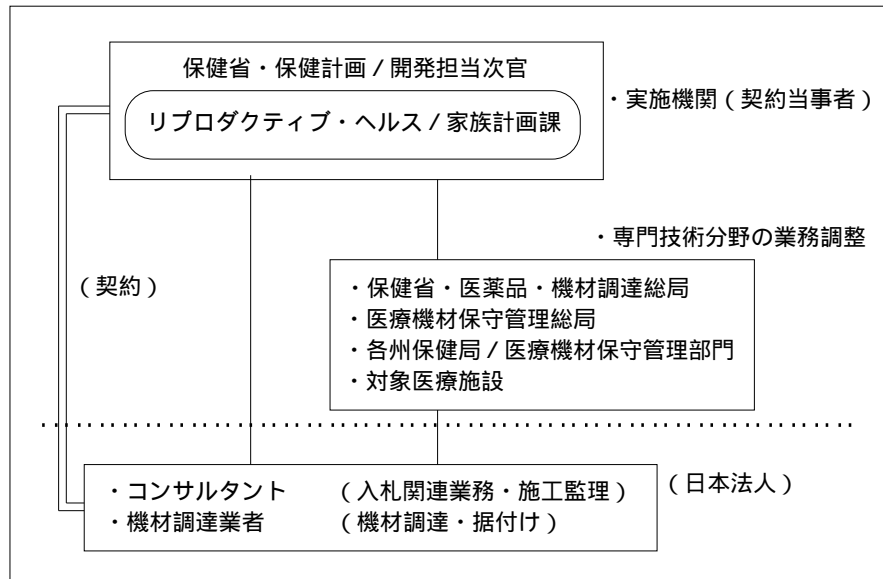 保健省・保健計画/開発担当次官
リプロダクティブ・ヘルス/家族計画課
・実施機関(契約当事者)
・専門技術分野の業務調整
(契約)
・保健省・医薬品・機材調達総局
・医療機材保守管理総局
・各州保健局/医療機材保守管理部門
・対象医療施設
・コンサルタント (入札関連業務・施工監理)
・機材調達業者 (機材調達・据付け)
(日本法人)